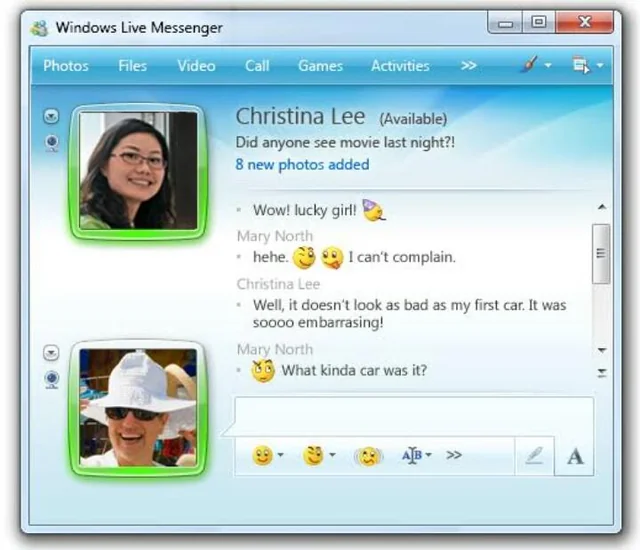 Windows Live Messenger
Photos Files Video Call Games Activities >>
Christina Lee (Available)
Did anyone see movie last night?!
8 new photos added
Wow! lucky girl!
Mary North
hehe. I can't complain.
Christina Lee
Well, it doesn't look as bad as my first car. It was
soooo embarrasing!
Mary North
What kinda car was it?
AB >> A